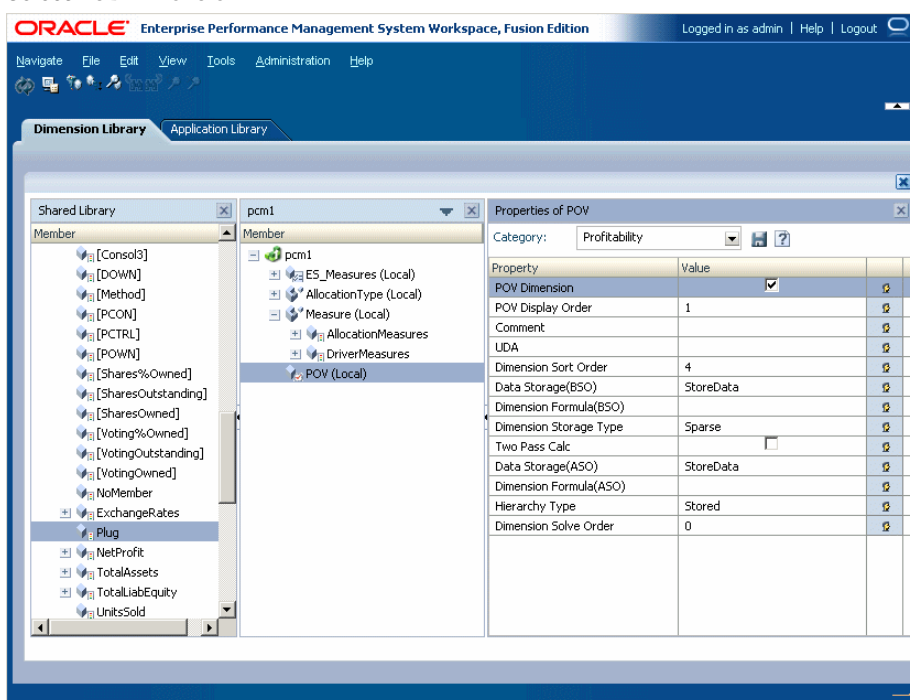 ORACLE Enterprise Performance Management System Workspace, Fusion Edition Logged in as admin | Help | Logout
Navigate File Edit View Tools Administration Help
Dimension Library Application Library
Shared Library
Member
[Consol3]
[DOWN]
[Method]
[PCON]
[PCTRL]
[POWN]
[Shares%Owned]
[SharesOutstanding]
[SharesOwned]
[Voting%Owned]
[VotingOutstanding]
[VotingOwned]
NoMember
ExchangeRates
Plug
NetProfit
TotalAssets
TotalLiabEquity
UnitsSold
pcm1
Member
pcm1
ES_Measures (Local)
AllocationType (Local)
Measure (Local)
AllocationMeasures
DriverMeasures
POV (Local)
Properties of POV
Category: Profitability
Property Value
POV Dimension
POV Display Order 1
Comment
UDA
Dimension Sort Order 4
Data Storage(BSO) StoreData
Dimension Formula(BSO)
Dimension Storage Type Sparse
Two Pass Calc
Data Storage(ASO) StoreData
Dimension Formula(ASO)
Hierarchy Type Stored
Dimension Solve Order 0